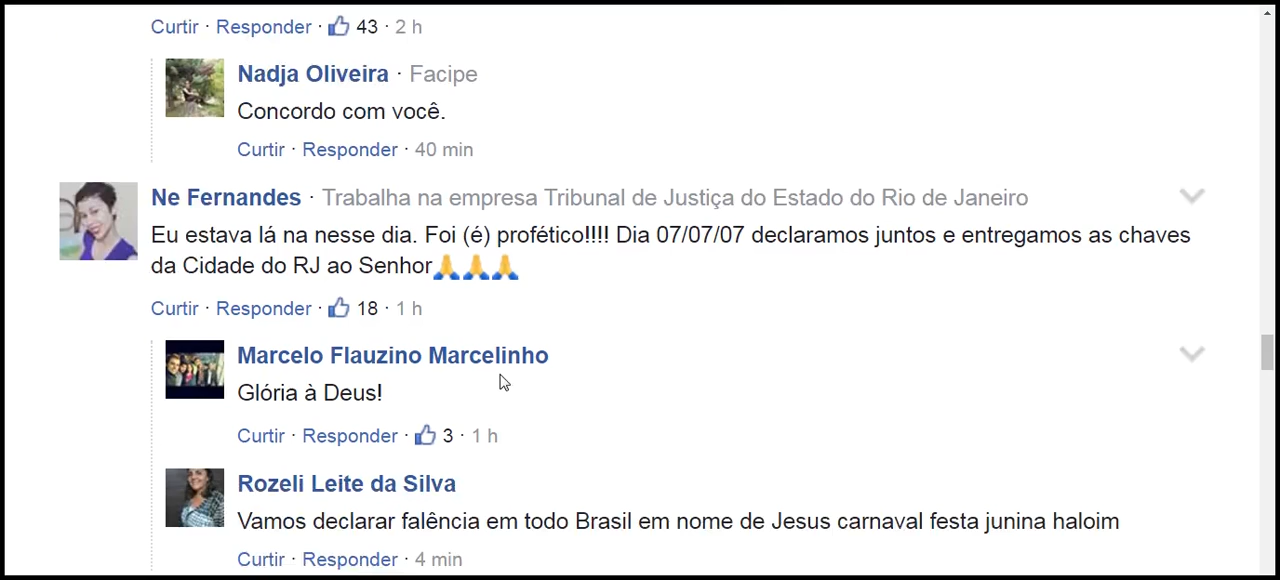 Curtir · Responder · 43 · 2 h
Nadja Oliveira · Facipe
Concordo com você.
Curtir · Responder · 40 min
Ne Fernandes · Trabalha na empresa Tribunal de Justiça do Estado do Rio de Janeiro
Eu estava lá na nesse dia. Foi (é) profético!!!! Dia 07/07/07 declaramos juntos e entregamos as chaves
da Cidade do RJ ao Senhor🙏🙏🙏
Curtir · Responder · 18 · 1 h
Marcelo Flauzino Marcelinho
Glória à Deus!
Curtir · Responder · 3 · 1 h
Rozeli Leite da Silva
Vamos declarar falência em todo Brasil em nome de Jesus carnaval festa junina haloim
Curtir · Responder · 4 min